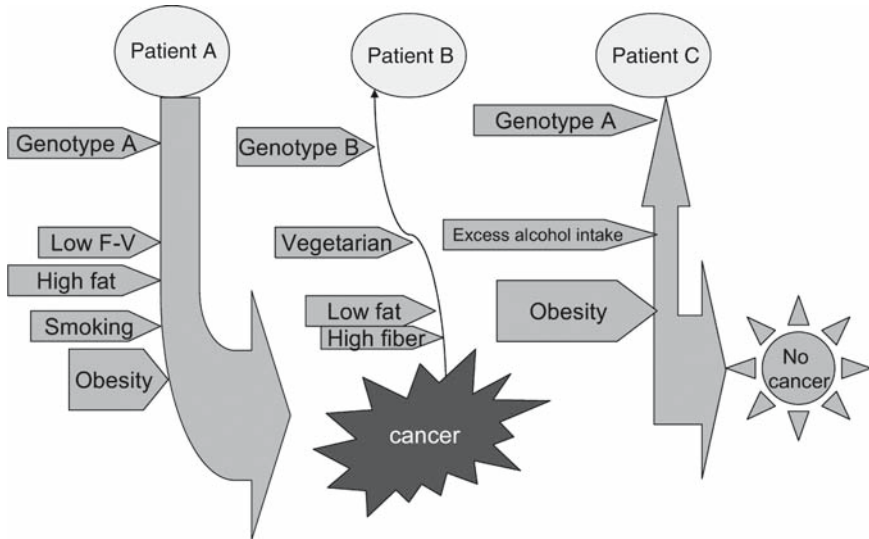 Patient A
Genotype A
Low F-V
High fat
Smoking
Obesity
Patient B
Genotype B
Vegetarian
Low fat
High fiber
cancer
Patient C
Genotype A
Excess alcohol intake
Obesity
No
cancer